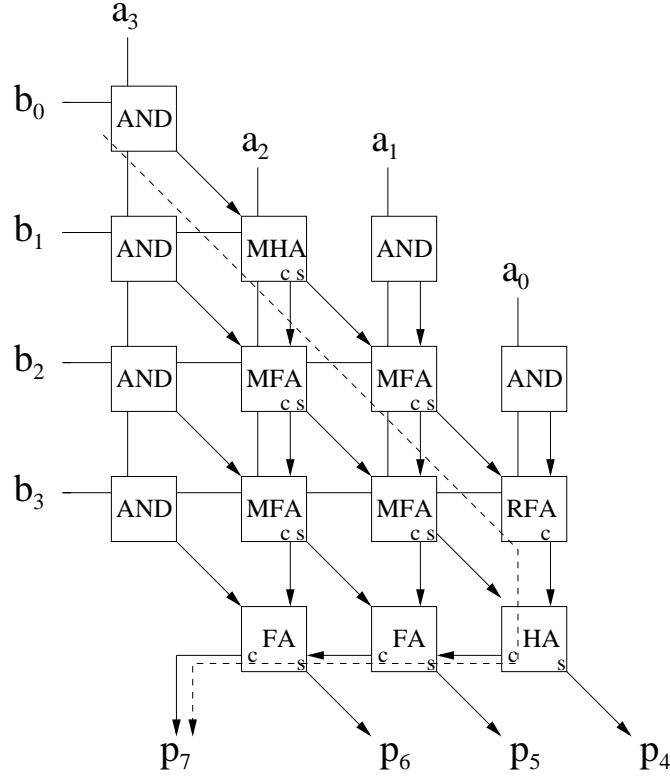 a3
b0 AND
a2 a1
b1 AND MHA AND
c s
a0
b2 AND MFA MFA AND
c s c s
b3 AND MFA MFA RFA
c s c s c
FA FA HA
c s c s c s
p7 p6 p5 p4